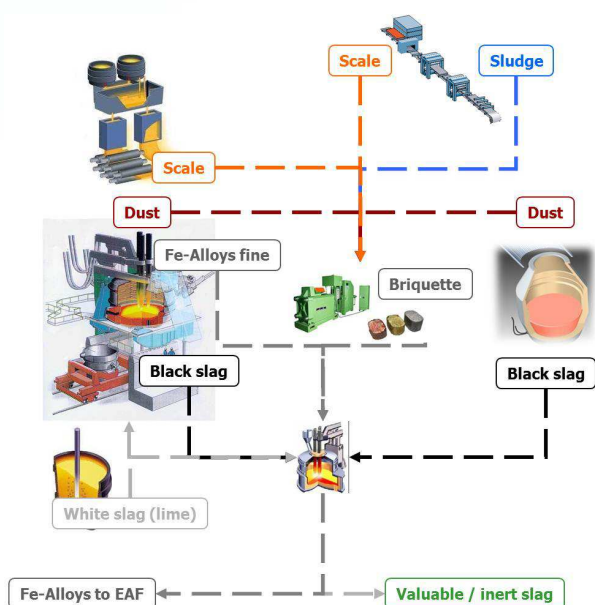 Scale
Sludge
Scale
Dust
Dust
Fe-Alloys fine
Briquette
Black slag
Black slag
White slag (lime)
Fe-Alloys to EAF
Valuable / inert slag